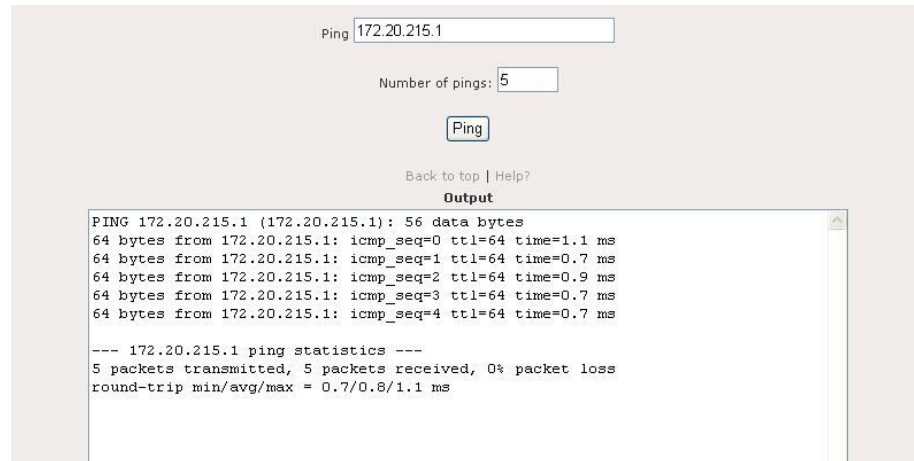 Ping 172.20.215.1
Number of pings: 5
Ping
Back to top | Help?
Output
PING 172.20.215.1 (172.20.215.1): 56 data bytes
64 bytes from 172.20.215.1: icmp_seq=0 ttl=64 time=1.1 ms
64 bytes from 172.20.215.1: icmp_seq=1 ttl=64 time=0.7 ms
64 bytes from 172.20.215.1: icmp_seq=2 ttl=64 time=0.9 ms
64 bytes from 172.20.215.1: icmp_seq=3 ttl=64 time=0.7 ms
64 bytes from 172.20.215.1: icmp_seq=4 ttl=64 time=0.7 ms
--- 172.20.215.1 ping statistics ---
5 packets transmitted, 5 packets received, 0% packet loss
round-trip min/avg/max = 0.7/0.8/1.1 ms